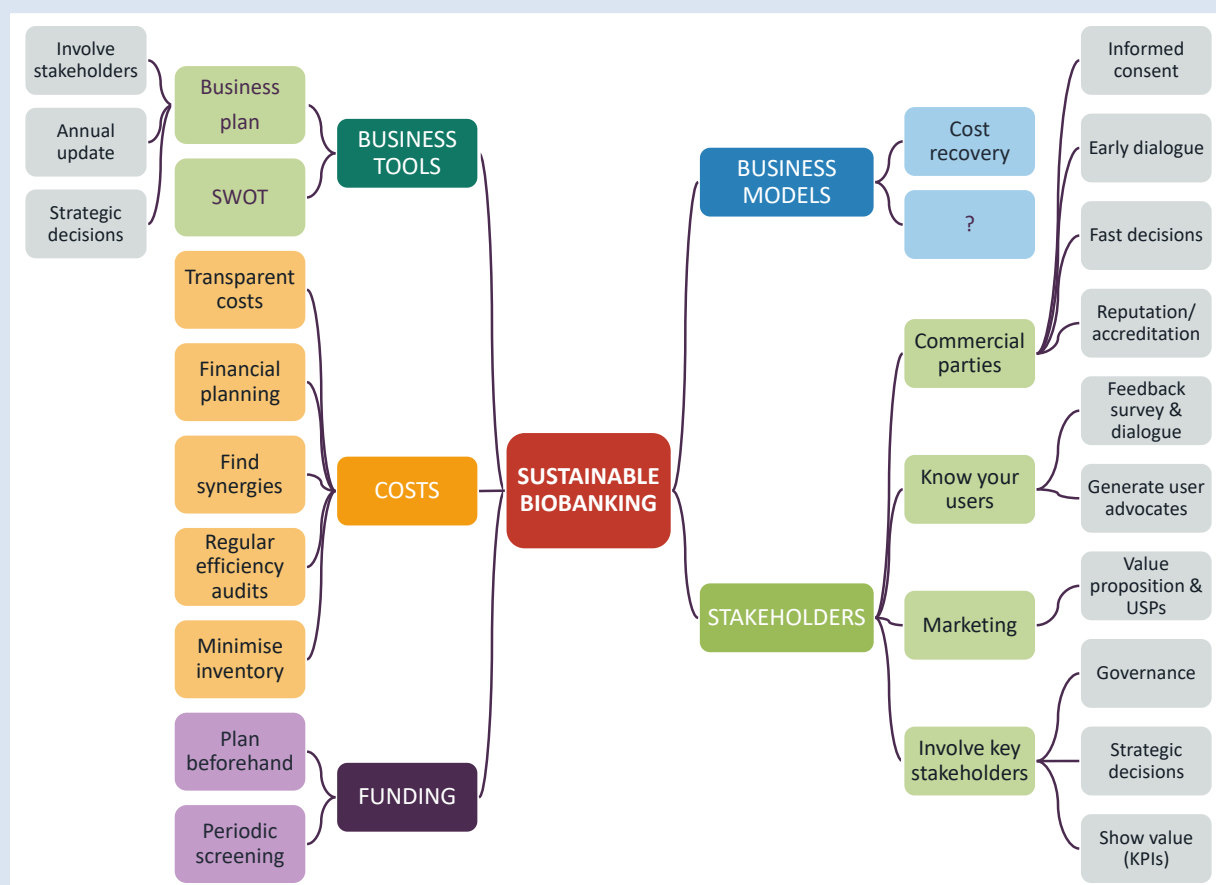 Involve
stakeholders
Annual
update
Strategic
decisions
Business
plan
SWOT
BUSINESS
TOOLS
Transparent
costs
Financial
planning
Find
synergies
Regular
efficiency
audits
Minimise
inventory
COSTS
Plan
beforehand
Periodic
screening
FUNDING
SUSTAINABLE
BIOBANKING
BUSINESS
MODELS
Cost
recovery
?
STAKEHOLDERS
Commercial
parties
Informed
consent
Early dialogue
Fast decisions
Reputation/
accreditation
Know your
users
Feedback
survey &
dialogue
Generate user
advocates
Marketing
Value
proposition &
USPs
Involve key
stakeholders
Governance
Strategic
decisions
Show value
(KPIs)